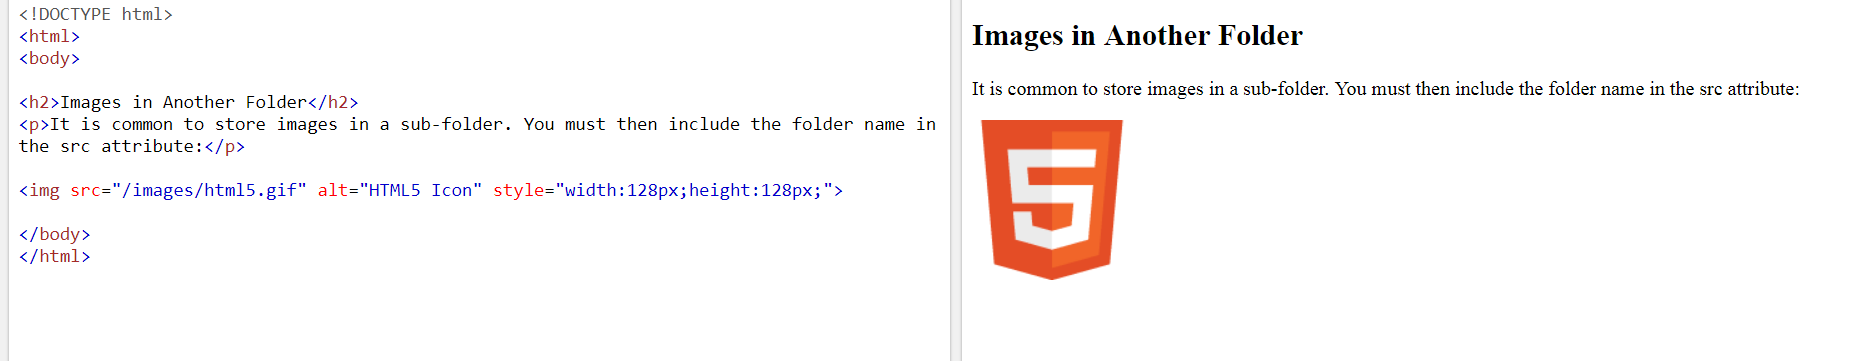 <!DOCTYPE html>
<html>
<body>
<h2>Images in Another Folder</h2>
<p>It is common to store images in a sub-folder. You must then include the folder name in
the src attribute:</p>
<img src="/images/html5.gif" alt="HTML5 Icon" style="width:128px;height:128px;">
</body>
</html>
Images in Another Folder
It is common to store images in a sub-folder. You must then include the folder name in the src attribute:
5